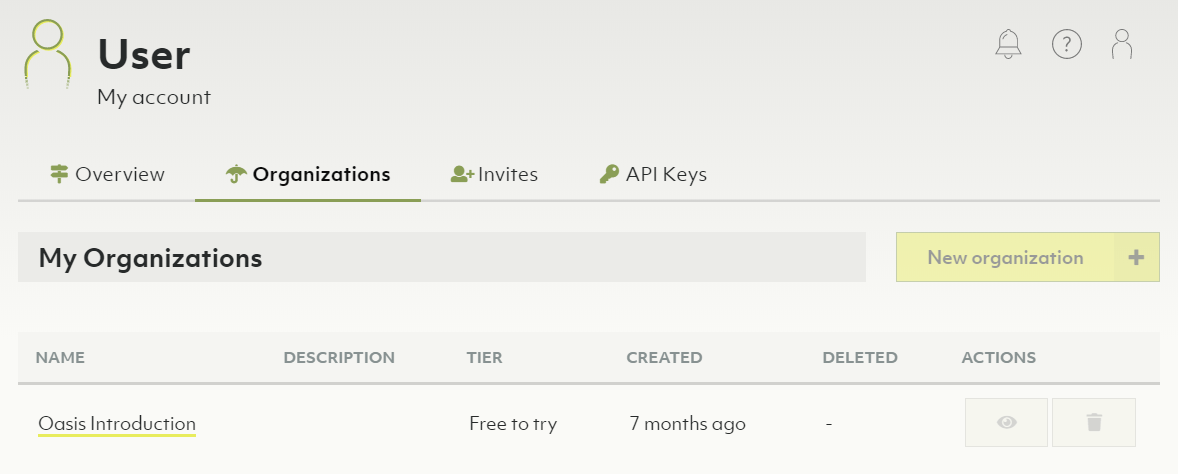 User
My account
Overview Organizations Invites API Keys
My Organizations New organization +
NAME DESCRIPTION TIER CREATED DELETED ACTIONS
Oasis Introduction Free to try 7 months ago -